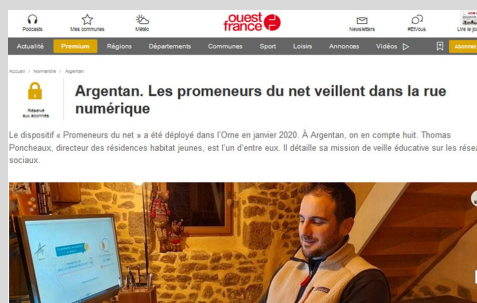 ouest
france
Podcasts
Mes communes
Météo
Newsletters
#EtVous
Lire le jo
Actualité
Premium
Régions
Départements
Communes
Sport
Loisirs
Annonces
Vidéos
Abonnez
Accueil / Normandie / Argentan
Réservé
aux abonnés
Argentan. Les promeneurs du net veillent dans la rue
numérique
Le dispositif « Promeneurs du net » a été déployé dans l’Orne en janvier 2020. À Argentan, on en compte huit. Thomas
Poncheaux, directeur des résidences habitat jeunes, est l’un d’entre eux. Il détaille sa mission de veille éducative sur les résea
sociaux.